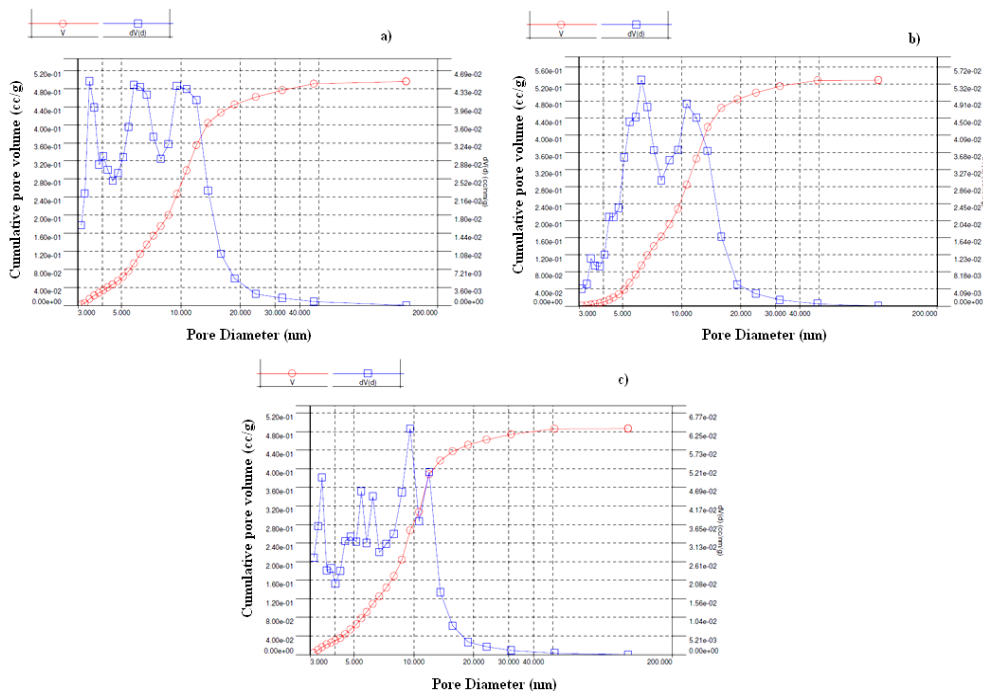 V dV(d)
a)
Cumulative pore volume (cc/g)
5.20e-01
4.80e-01
4.40e-01
4.00e-01
3.60e-01
3.20e-01
2.80e-01
2.40e-01
2.00e-01
1.60e-01
1.20e-01
8.00e-02
4.00e-02
0.00e+00
4.69e-02
4.33e-02
3.96e-02
3.60e-02
3.24e-02
2.88e-02
2.52e-02
2.16e-02
1.80e-02
1.44e-02
1.08e-02
7.21e-03
3.60e-03
0.00e+00
dV(d) (cc/nm/g)
3.000 5.000 10.000 20.000 30.000 40.000 200.000
Pore Diameter (nm)
V dV(d)
b)
Cumulative pore volume (cc/g)
5.60e-01
5.20e-01
4.80e-01
4.40e-01
4.00e-01
3.60e-01
3.20e-01
2.80e-01
2.40e-01
2.00e-01
1.60e-01
1.20e-01
8.00e-02
4.00e-02
0.00e+00
5.72e-02
5.32e-02
4.91e-02
4.50e-02
4.09e-02
3.68e-02
3.27e-02
2.86e-02
2.45e-02
2.04e-02
1.64e-02
1.23e-02
8.18e-03
4.09e-03
0.00e+00
3.000 5.000 10.000 20.000 30.000 40.000 200.000
Pore Diameter (nm)
V dV(d)
c)
Cumulative pore volume (cc/g)
5.20e-01
4.80e-01
4.40e-01
4.00e-01
3.60e-01
3.20e-01
2.80e-01
2.40e-01
2.00e-01
1.60e-01
1.20e-01
8.00e-02
4.00e-02
0.00e+00
6.77e-02
6.25e-02
5.73e-02
5.21e-02
4.69e-02
4.17e-02
3.65e-02
3.13e-02
2.61e-02
2.08e-02
1.56e-02
1.04e-02
5.21e-03
0.00e+00
dV(d) (cc/nm/g)
3.000 4.000 5.000 10.000 20.000 30.000 40.000 200.000
Pore Diameter (nm)